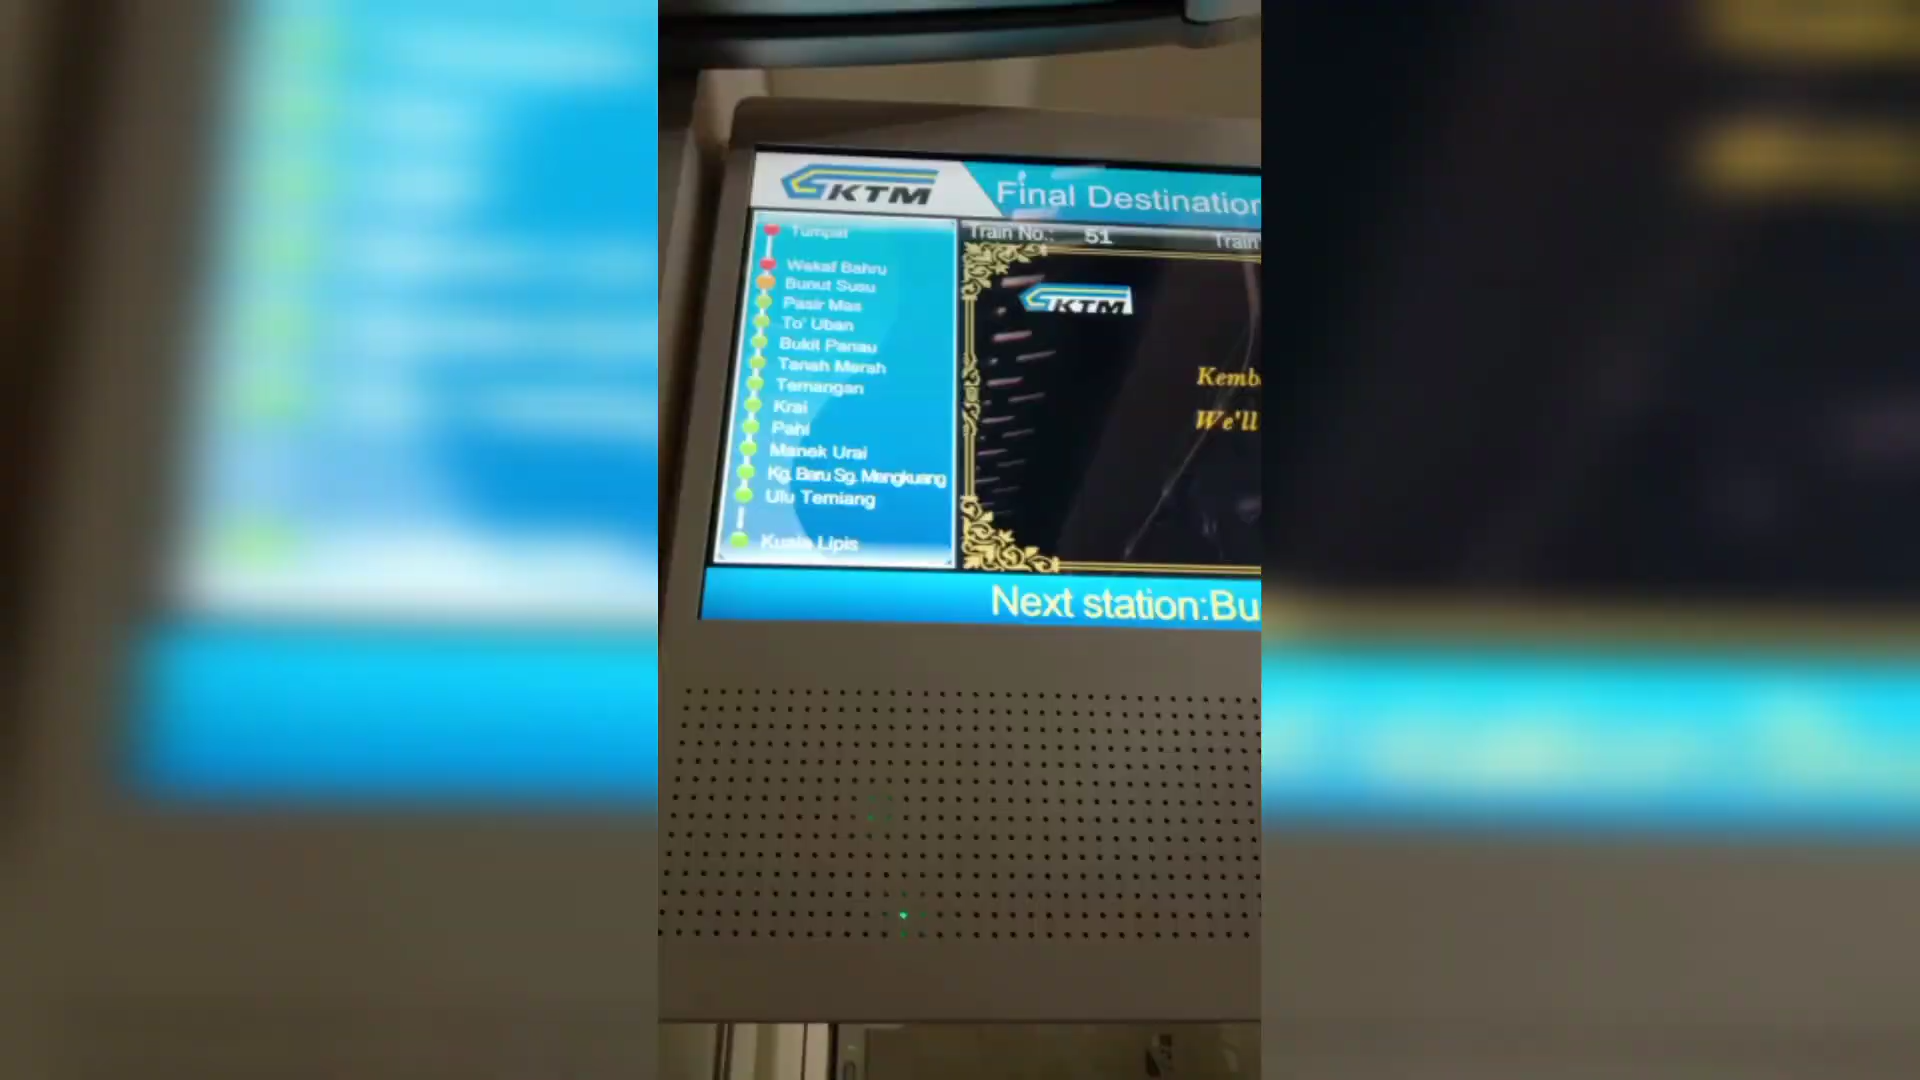 KTM
Final Destination
Tumpat
Train No.: 51
Train
Wakaf Bahru
Bunut Susu
Pasir Mas
To' Uban
Bukit Panau
Tanah Merah
Temangan
Krai
Pahi
Manek Urai
Kg. Baru Sg. Mengkuang
Ulu Temiang
Kuala Lipis
KTM
Kemb
We'll
Next station:Bu